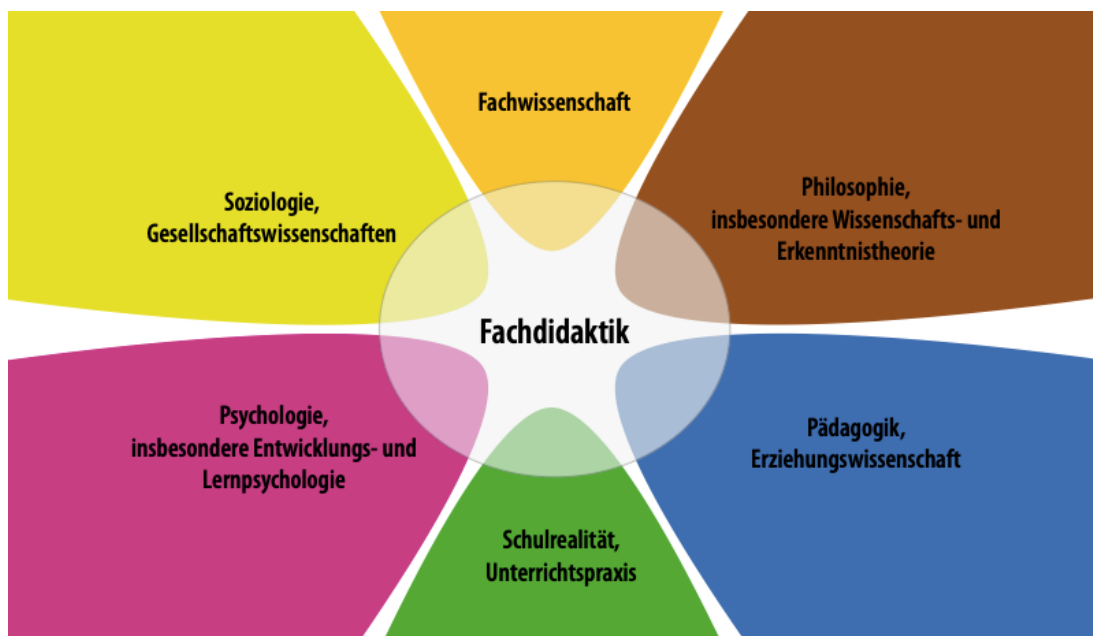 Fachwissenschaft
Soziologie,
Gesellschaftswissenschaften
Philosophie,
insbesondere Wissenschafts- und
Erkenntnistheorie
Fachdidaktik
Psychologie,
insbesondere Entwicklungs- und
Lernpsychologie
Pädagogik,
Erziehungswissenschaft
Schulrealität,
Unterrichtspraxis